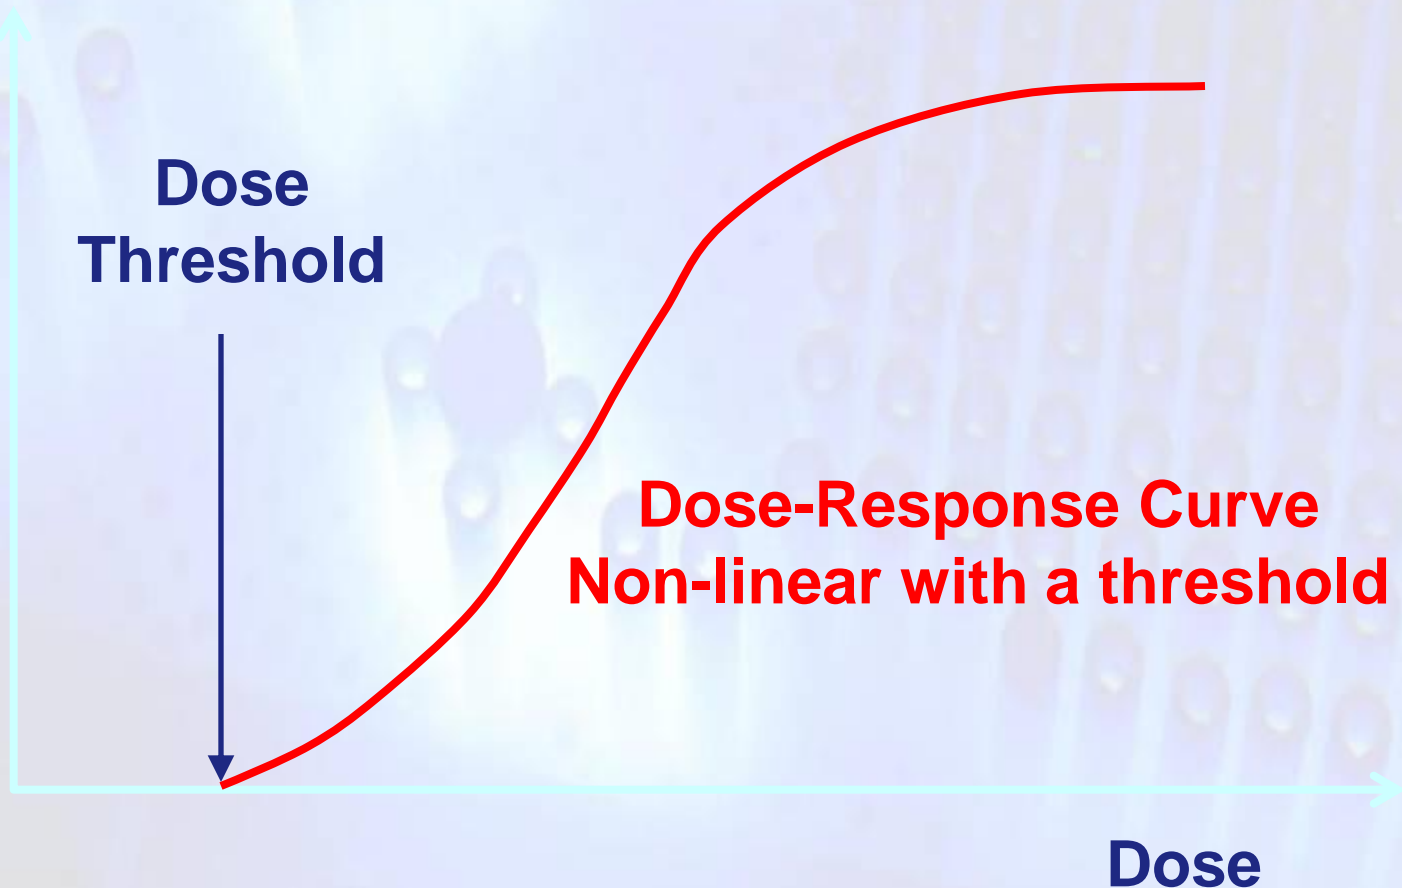 Dose
Threshold
Dose-Response Curve
Non-linear with a threshold
Dose